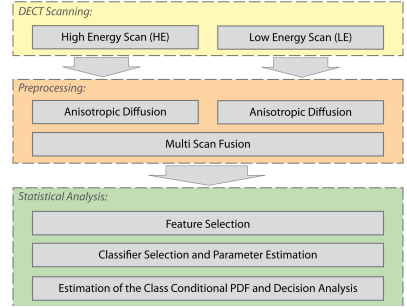 DECT Scanning:
High Energy Scan (HE)
Low Energy Scan (LE)
Preprocessing:
Anisotropic Diffusion
Anisotropic Diffusion
Multi Scan Fusion
Statistical Analysis:
Feature Selection
Classifier Selection and Parameter Estimation
Estimation of the Class Conditional PDF and Decision Analysis